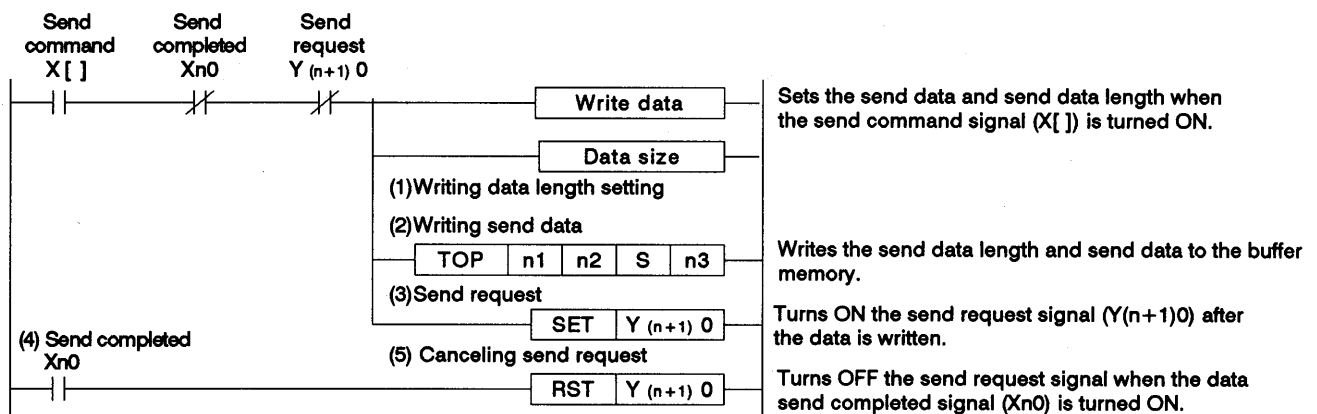 Send
command
X [ ]
Send
completed
Xn0
Send
request
Y (n+1) 0
Write data
Sets the send data and send data length when
the send command signal (X[ ]) is turned ON.
Data size
(1)Writing data length setting
(2)Writing send data
TOP n1 n2 S n3
Writes the send data length and send data to the buffer
memory.
(3)Send request
SET Y (n+1) 0
Turns ON the send request signal (Y(n+1)0) after
the data is written.
(4) Send completed
Xn0
(5) Canceling send request
RST Y (n+1) 0
Turns OFF the send request signal when the data
send completed signal (Xn0) is turned ON.